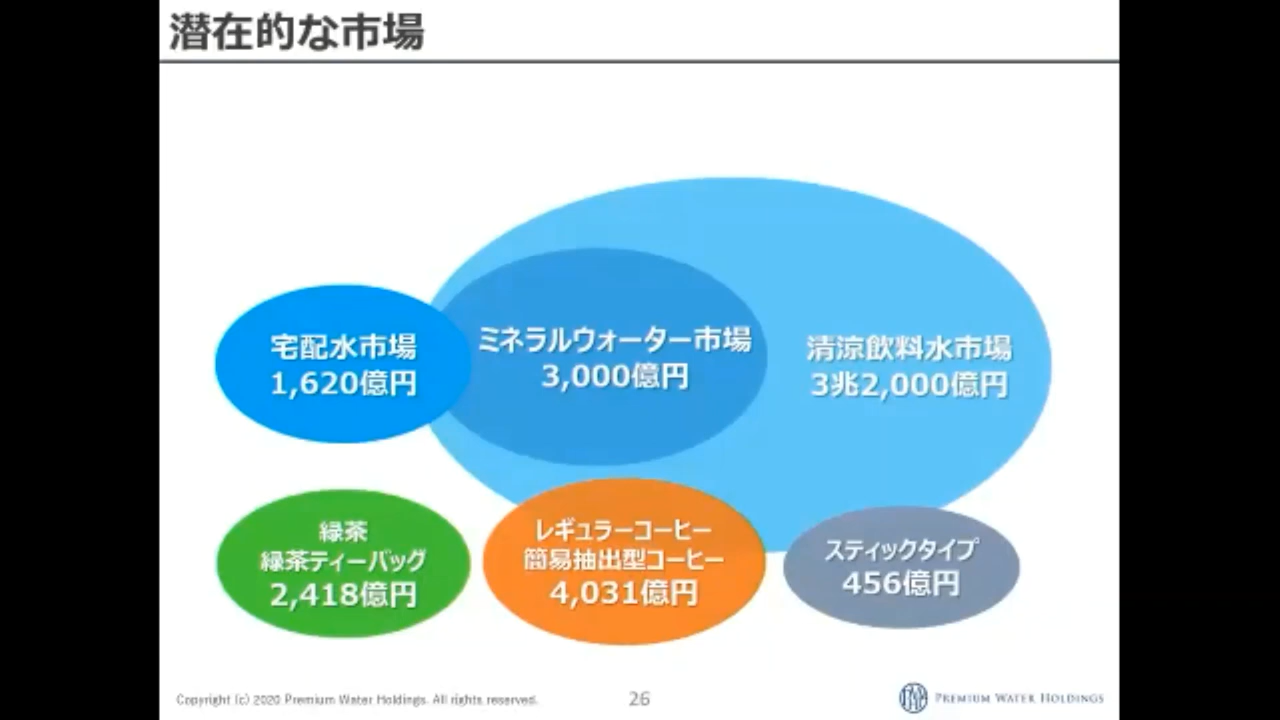 潜在的な市場
宅配水市場
1,620億円
ミネラルウォーター市場
3,000億円
清涼飲料水市場
3兆2,000億円
緑茶
緑茶ティーバッグ
2,418億円
レギュラーコーヒー
簡易抽出型コーヒー
4,031億円
スティックタイプ
456億円
Copyright (c) 2020 Premium Water Holdings. All rights reserved.
26
PREMIUM WATER HOLDINGS